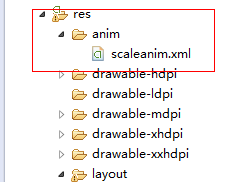 res
anim
scaleanim.xml
drawable-hdpi
drawable-ldpi
drawable-mdpi
drawable-xhdpi
drawable-xxhdpi
layout